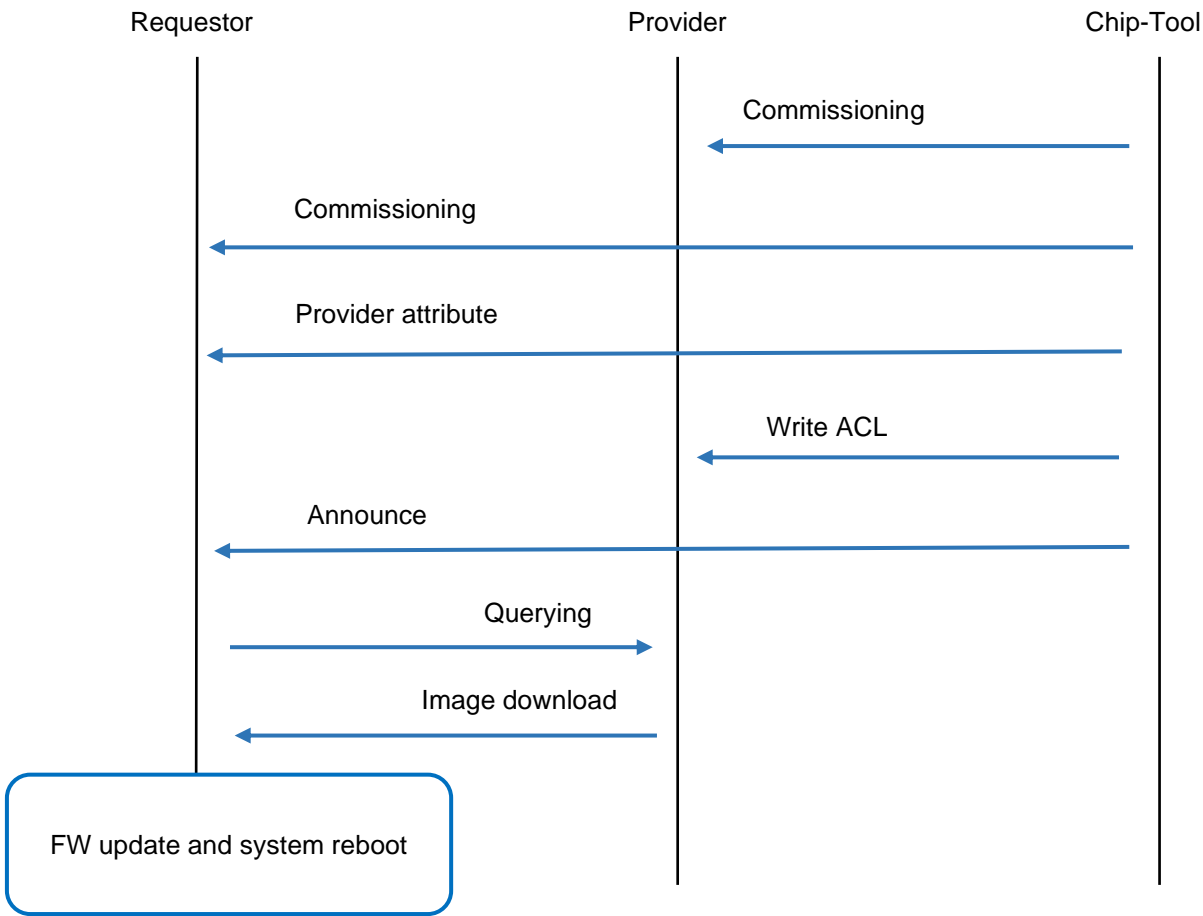 Requestor
Provider
Chip-Tool
Commissioning
Commissioning
Provider attribute
Write ACL
Announce
Querying
Image download
FW update and system reboot